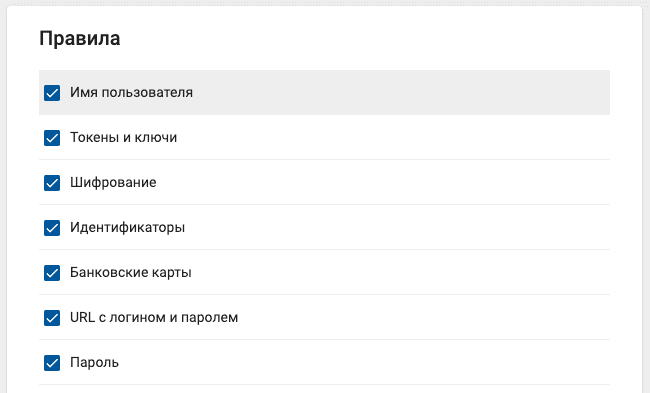 Правила
Имя пользователя
Токены и ключи
Шифрование
Идентификаторы
Банковские карты
URL с логином и паролем
Пароль